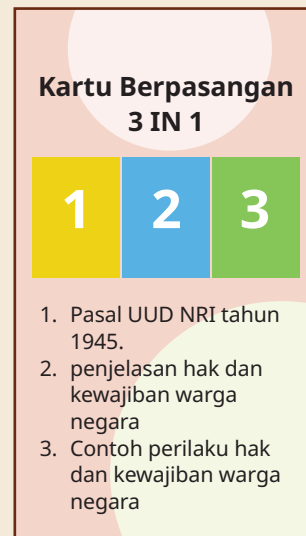 Kartu Berpasangan
3 IN 1
1 2 3
1. Pasal UUD NRI tahun
1945.
2. penjelasan hak dan
kewajiban warga
negara
3. Contoh perilaku hak
dan kewajiban warga
negara